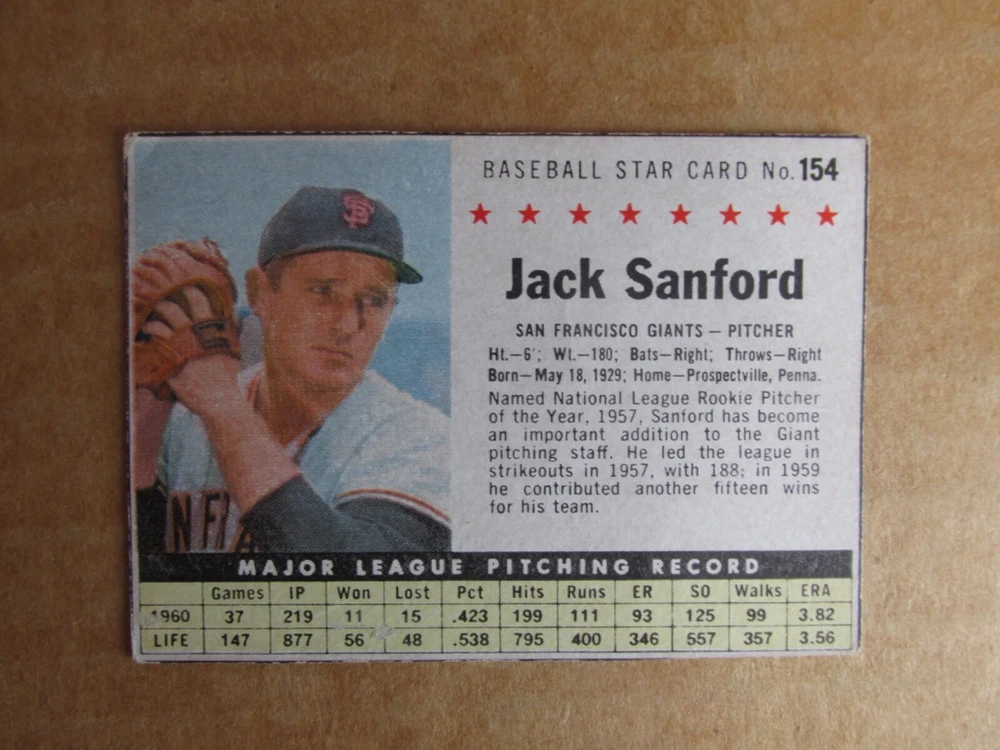 BASEBALL STAR CARD No. 154
Jack Sanford
SAN FRANCISCO GIANTS — PITCHER
Ht.—6'; Wt.—180; Bats—Right; Throws—Right
Born—May 18, 1929; Home—Prospectville, Penna.
Named National League Rookie Pitcher
of the Year, 1957, Sanford has become
an important addition to the Giant
pitching staff. He led the league in
strikeouts in 1957, with 188; in 1959
he contributed another fifteen wins
for his team.
SF
N FRA
MAJOR LEAGUE PITCHING RECORD
Games IP Won Lost Pct Hits Runs ER SO Walks ERA
1960 37 219 11 15 .423 199 111 93 125 99 3.82
LIFE 147 877 56 48 .538 795 400 346 557 357 3.56